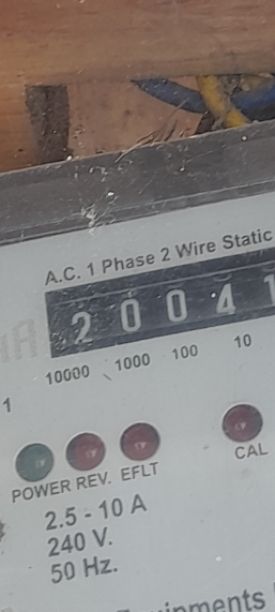 A.C. 1 Phase 2 Wire Static
2 0 0 4 1
10000 1000 100 10
1
POWER REV. EFLT CAL
2.5 - 10 A
240 V.
50 Hz.